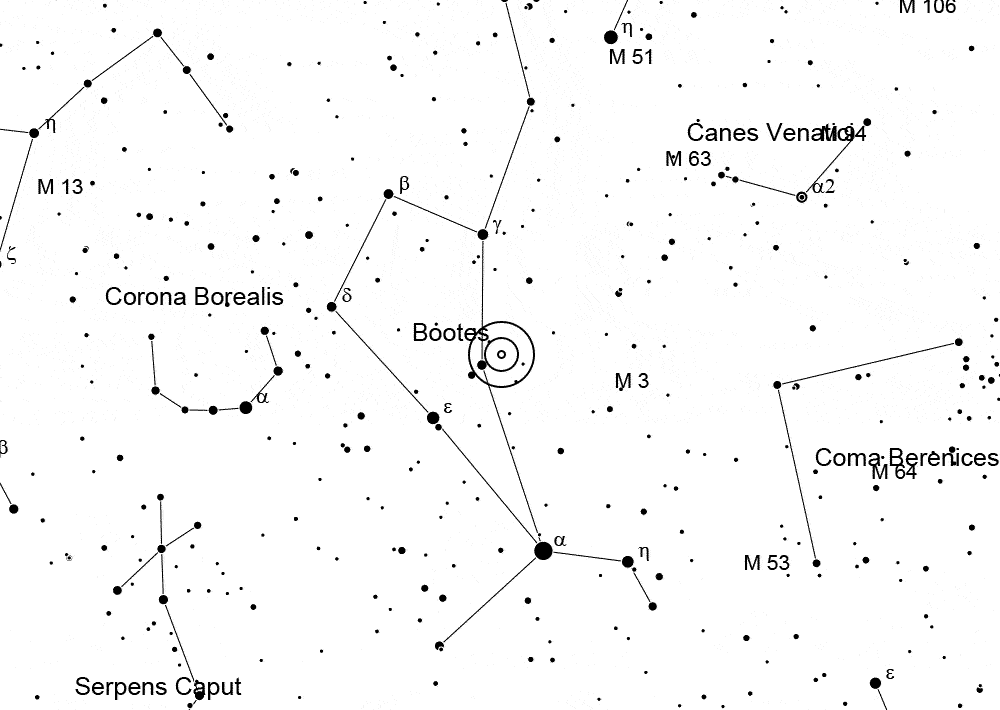 M 106
η
M 51
η
Canes Venatici
M 94
M 63
M 13
β
α2
γ
ζ
δ
Corona Borealis
Bootes
M 3
α
ε
β
Coma Berenices
M 64
α
η
M 53
ε
Serpens Caput